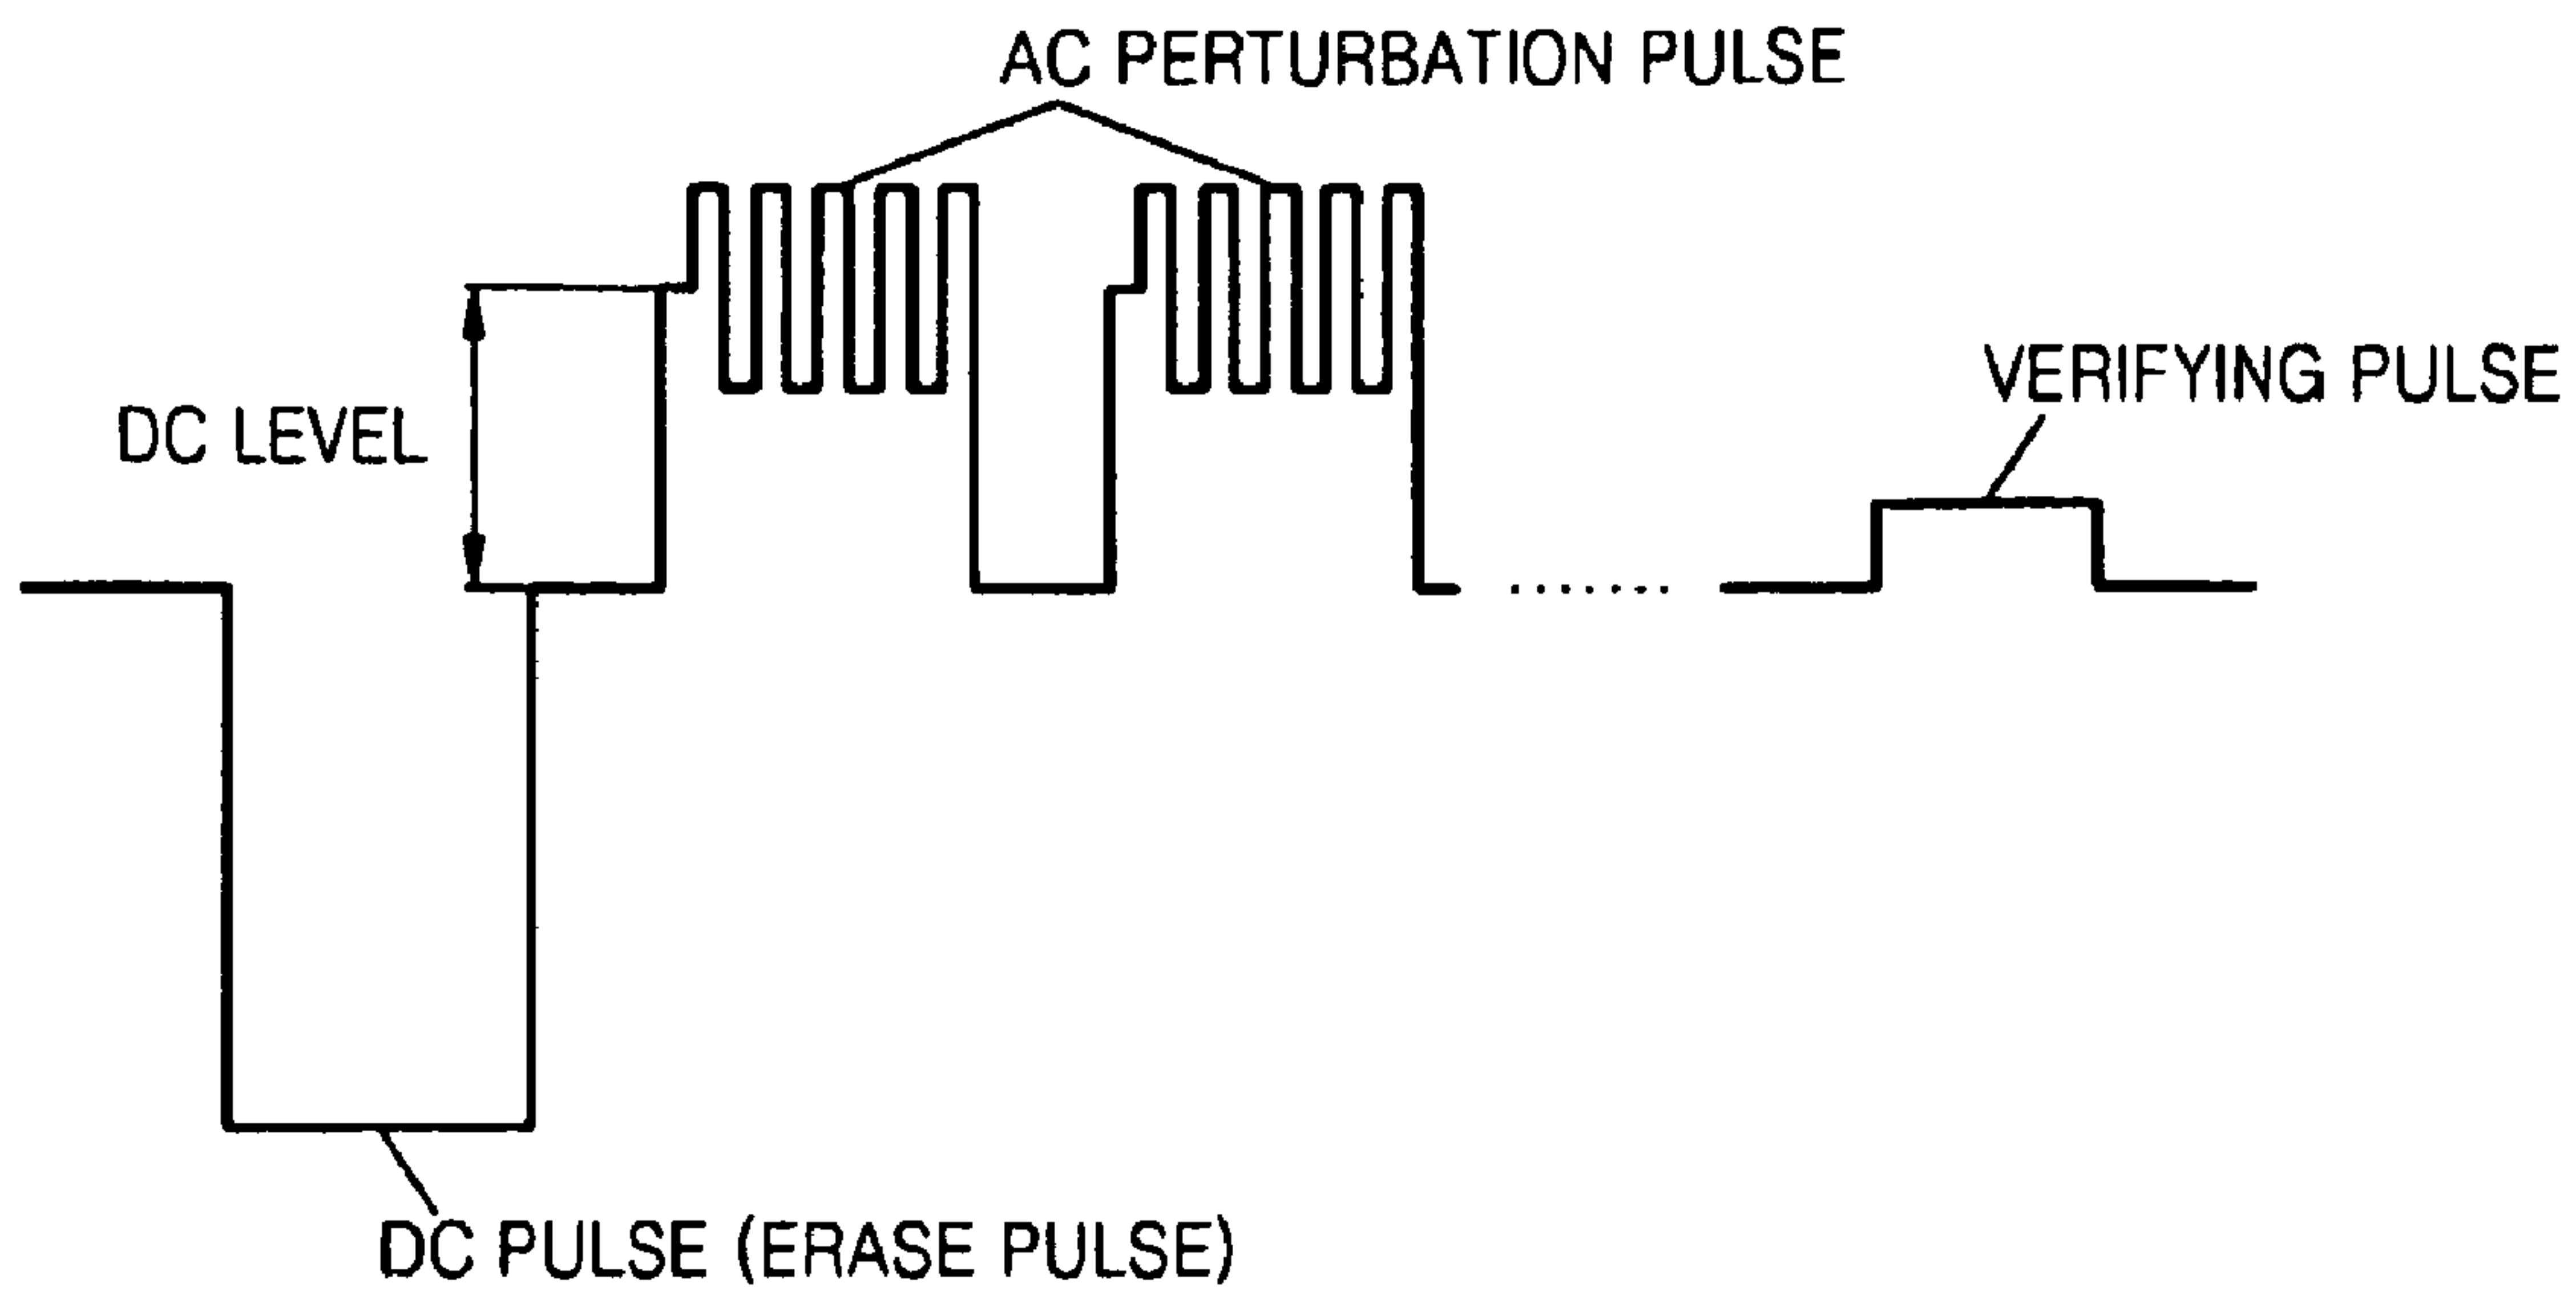 AC PERTURBATION PULSE
VERIFYING PULSE
DC LEVEL
DC PULSE (ERASE PULSE)